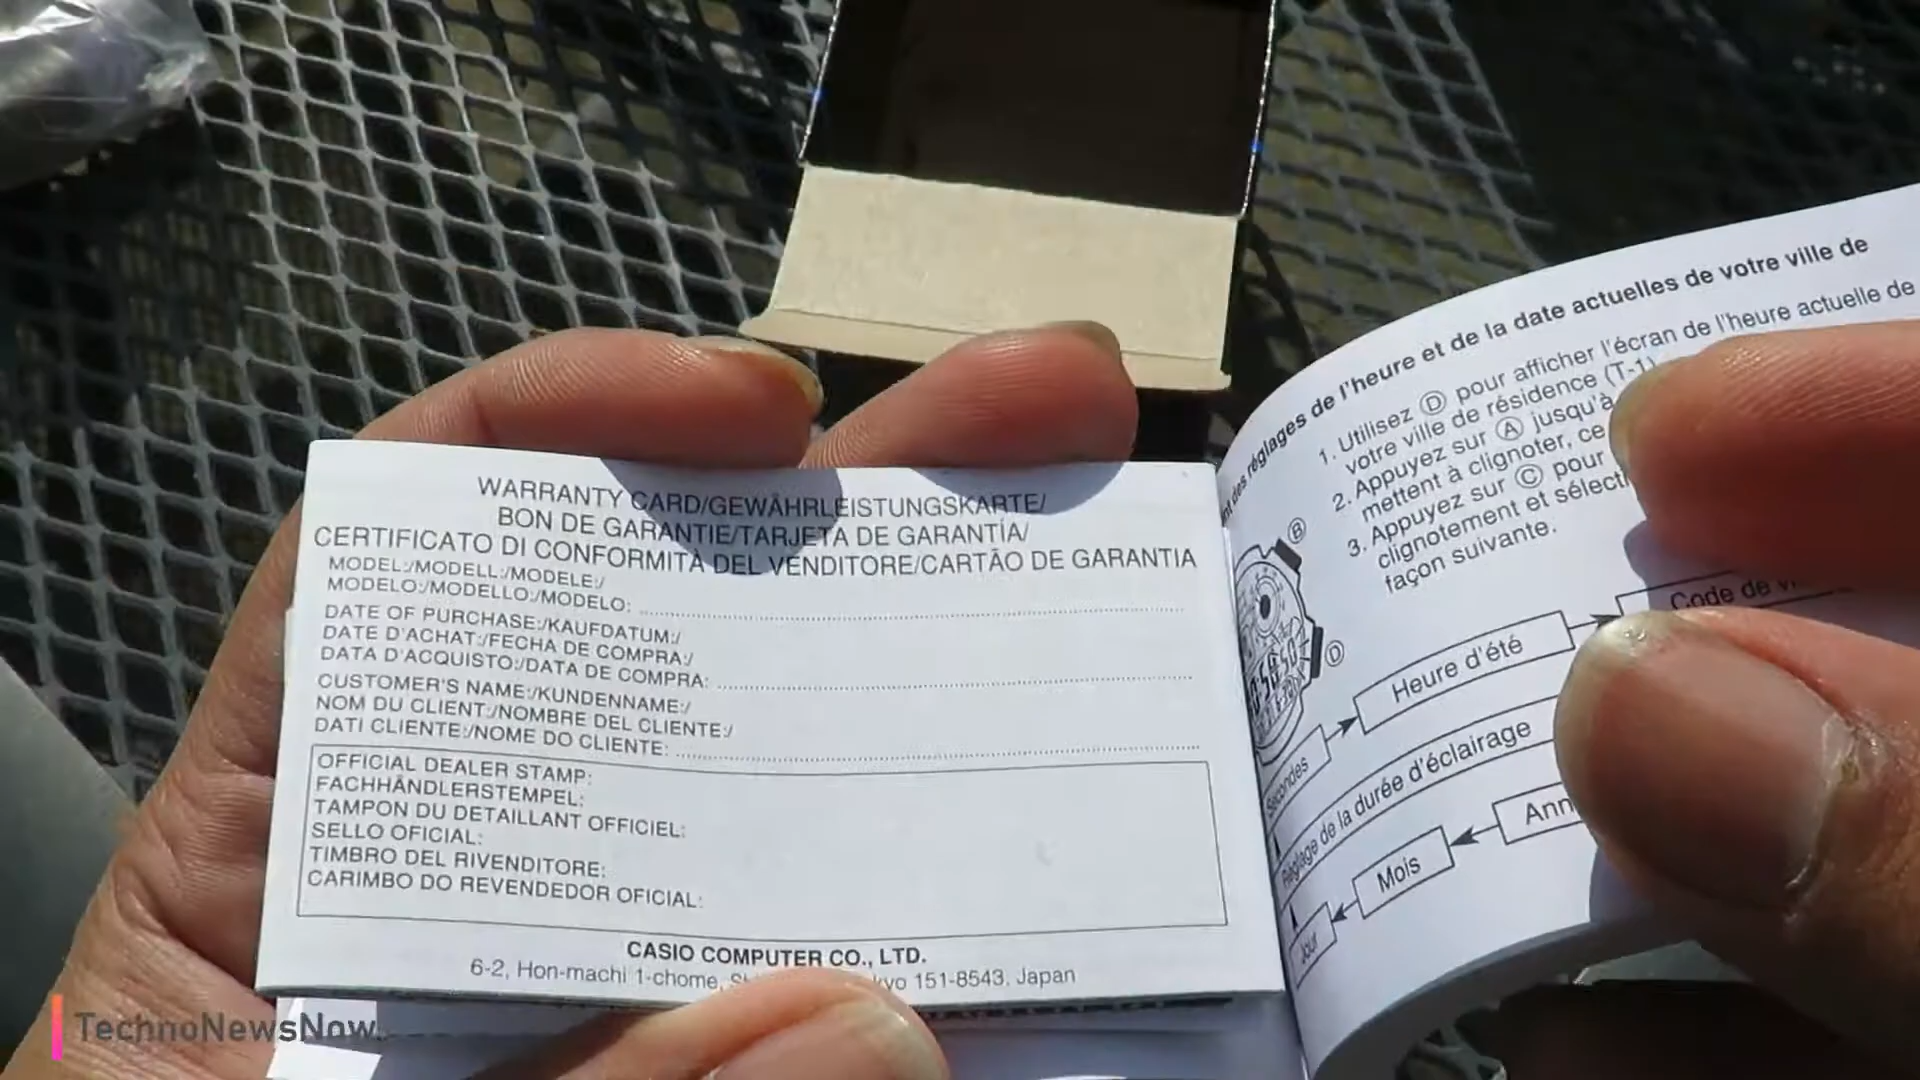 WARRANTY CARD/GEWÄHRLEISTUNGSKARTE/
BON DE GARANTIE/TARJETA DE GARANTÍA/
CERTIFICATO DI CONFORMITÀ DEL VENDITORE/CARTÃO DE GARANTIA
MODEL:/MODELL:/MODELE:/
MODELO:/MODELLO:/MODELO:
DATE OF PURCHASE:/KAUFDATUM:/
DATE D'ACHAT:/FECHA DE COMPRA:/
DATA D'ACQUISTO:/DATA DE COMPRA:
CUSTOMER'S NAME:/KUNDENNAME:/
NOM DU CLIENT:/NOMBRE DEL CLIENTE:/
DATI CLIENTE:/NOME DO CLIENTE:
OFFICIAL DEALER STAMP:
FACHHÄNDLERSTEMPEL:
TAMPON DU DETAILLANT OFFICIEL:
SELLO OFICIAL:
TIMBRO DEL RIVENDITORE:
CARIMBO DO REVENDEDOR OFICIAL:
CASIO COMPUTER CO., LTD.
6-2, Hon-machi 1-chome, 151-8543, Japan
des réglages de l'heure et de la date actuelles de votre ville de
1. Utilisez Ⓓ pour afficher l'écran de l'heure actuelle de
votre ville de résidence (T-1)
2. Appuyez sur Ⓐ jusqu'à
mettent à clignoter, ce
3. Appuyez sur Ⓒ pour
clignotement et
façon suivante.
Ⓑ
Ⓓ
Code de
Heure d'été
Secondes
Réglage de la durée d'éclairage
Mois
Jour
TechnoNewsNow